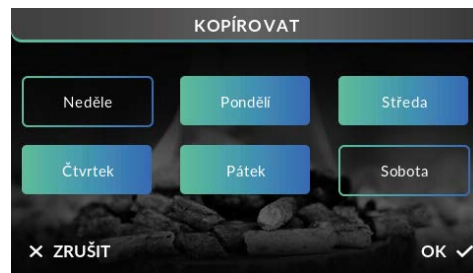 KOPÍROVAT
Neděle Pondělí Středa
Čtvrtek Pátek Sobota
✕ ZRUŠIT OK ✓